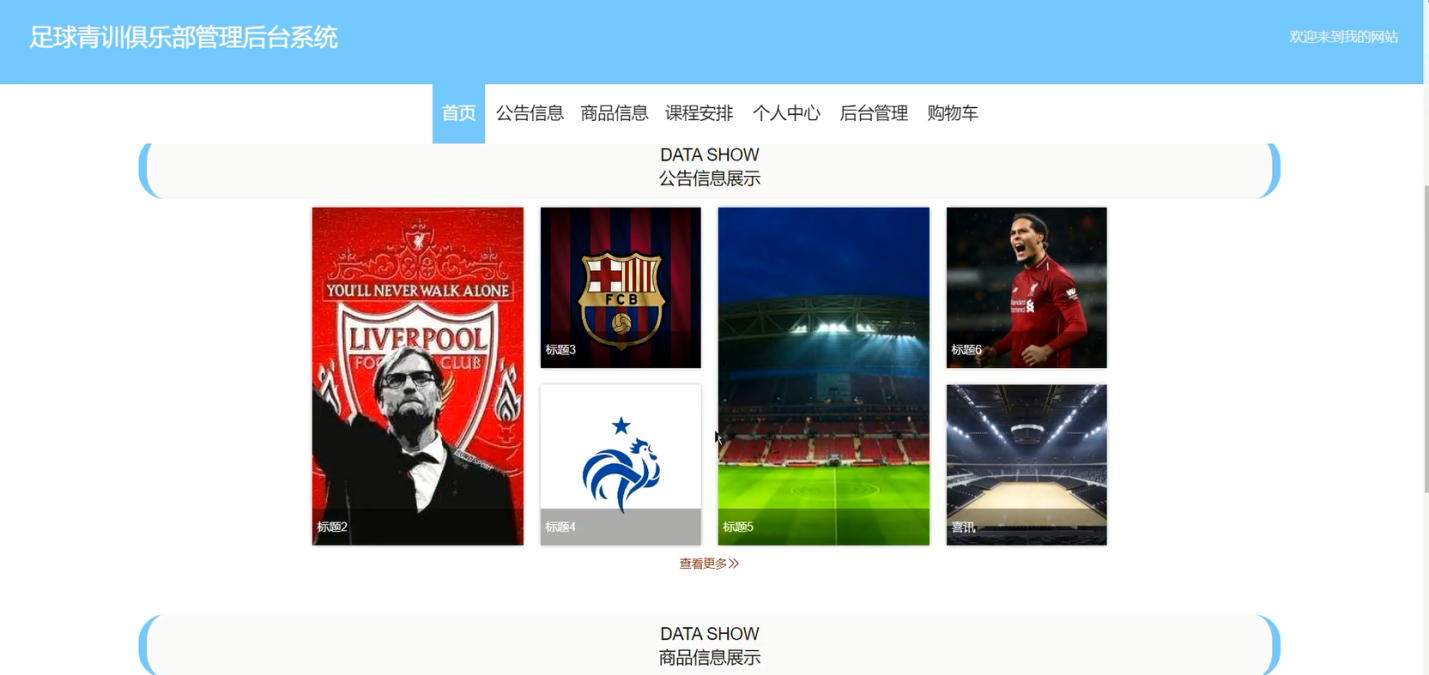 足球青训俱乐部管理后台系统
欢迎来到我的网站
首页 公告信息 商品信息 课程安排 个人中心 后台管理 购物车
DATA SHOW
公告信息展示
YOU'LL NEVER WALK ALONE
LIVERPOOL
FOOTBALL CLUB
标题2
FCB
标题3
标题4
标题5
Standard Chartered
标题6
喜讯
查看更多
DATA SHOW
商品信息展示